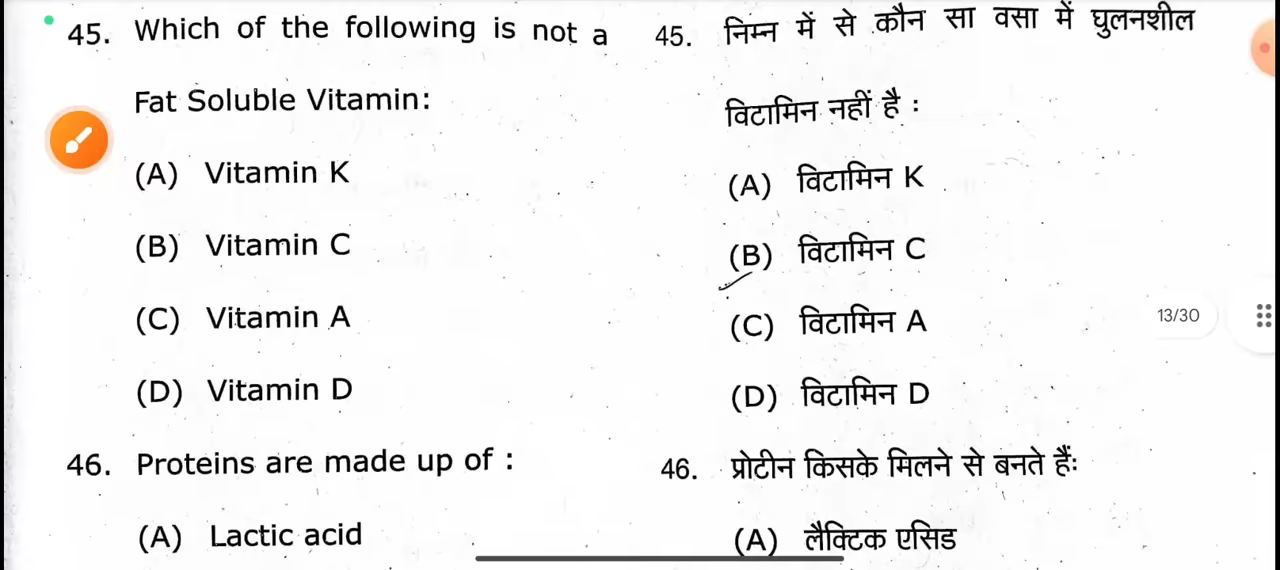 45. Which of the following is not a
Fat Soluble Vitamin:
(A) Vitamin K
(B) Vitamin C
(C) Vitamin A
(D) Vitamin D
46. Proteins are made up of :
(A) Lactic acid
45. निम्न में से कौन सा वसा में घुलनशील
विटामिन नहीं है :
(A) विटामिन K
(B) विटामिन C
(C) विटामिन A
(D) विटामिन D
46. प्रोटीन किसके मिलने से बनते हैंः
(A) लैक्टिक एसिड
13/30